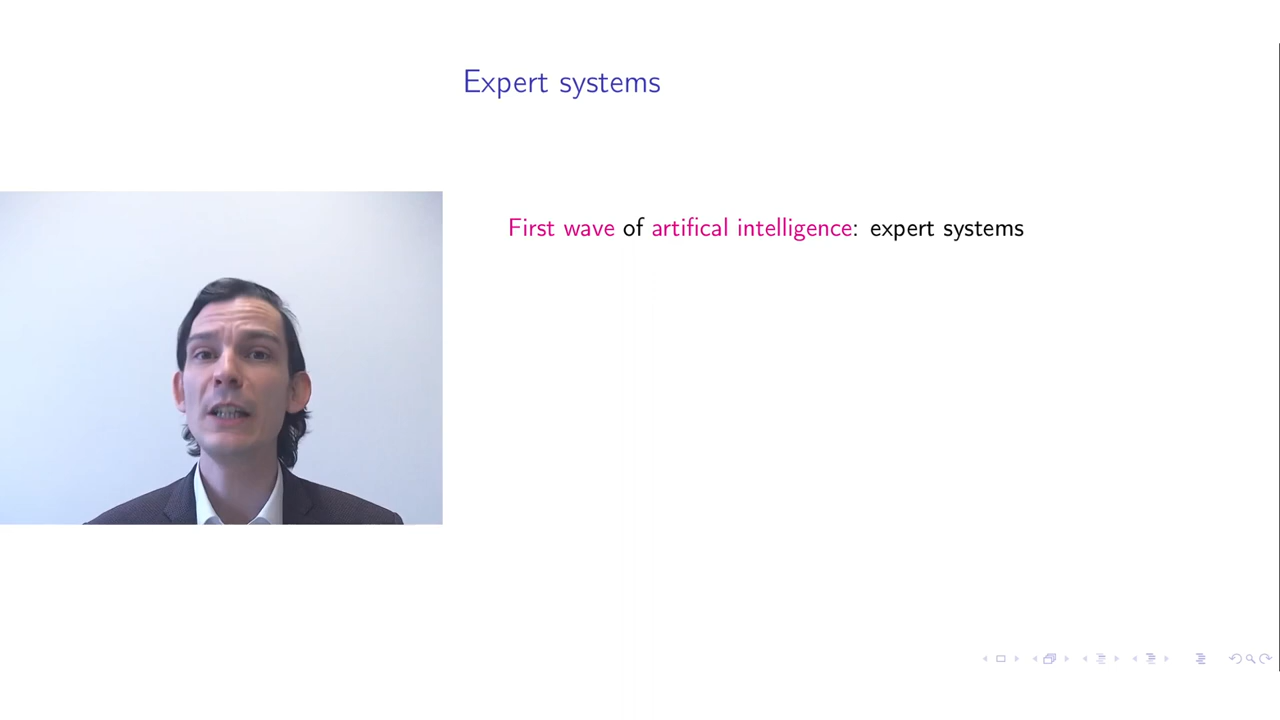 Expert systems
First wave of artifical intelligence: expert systems